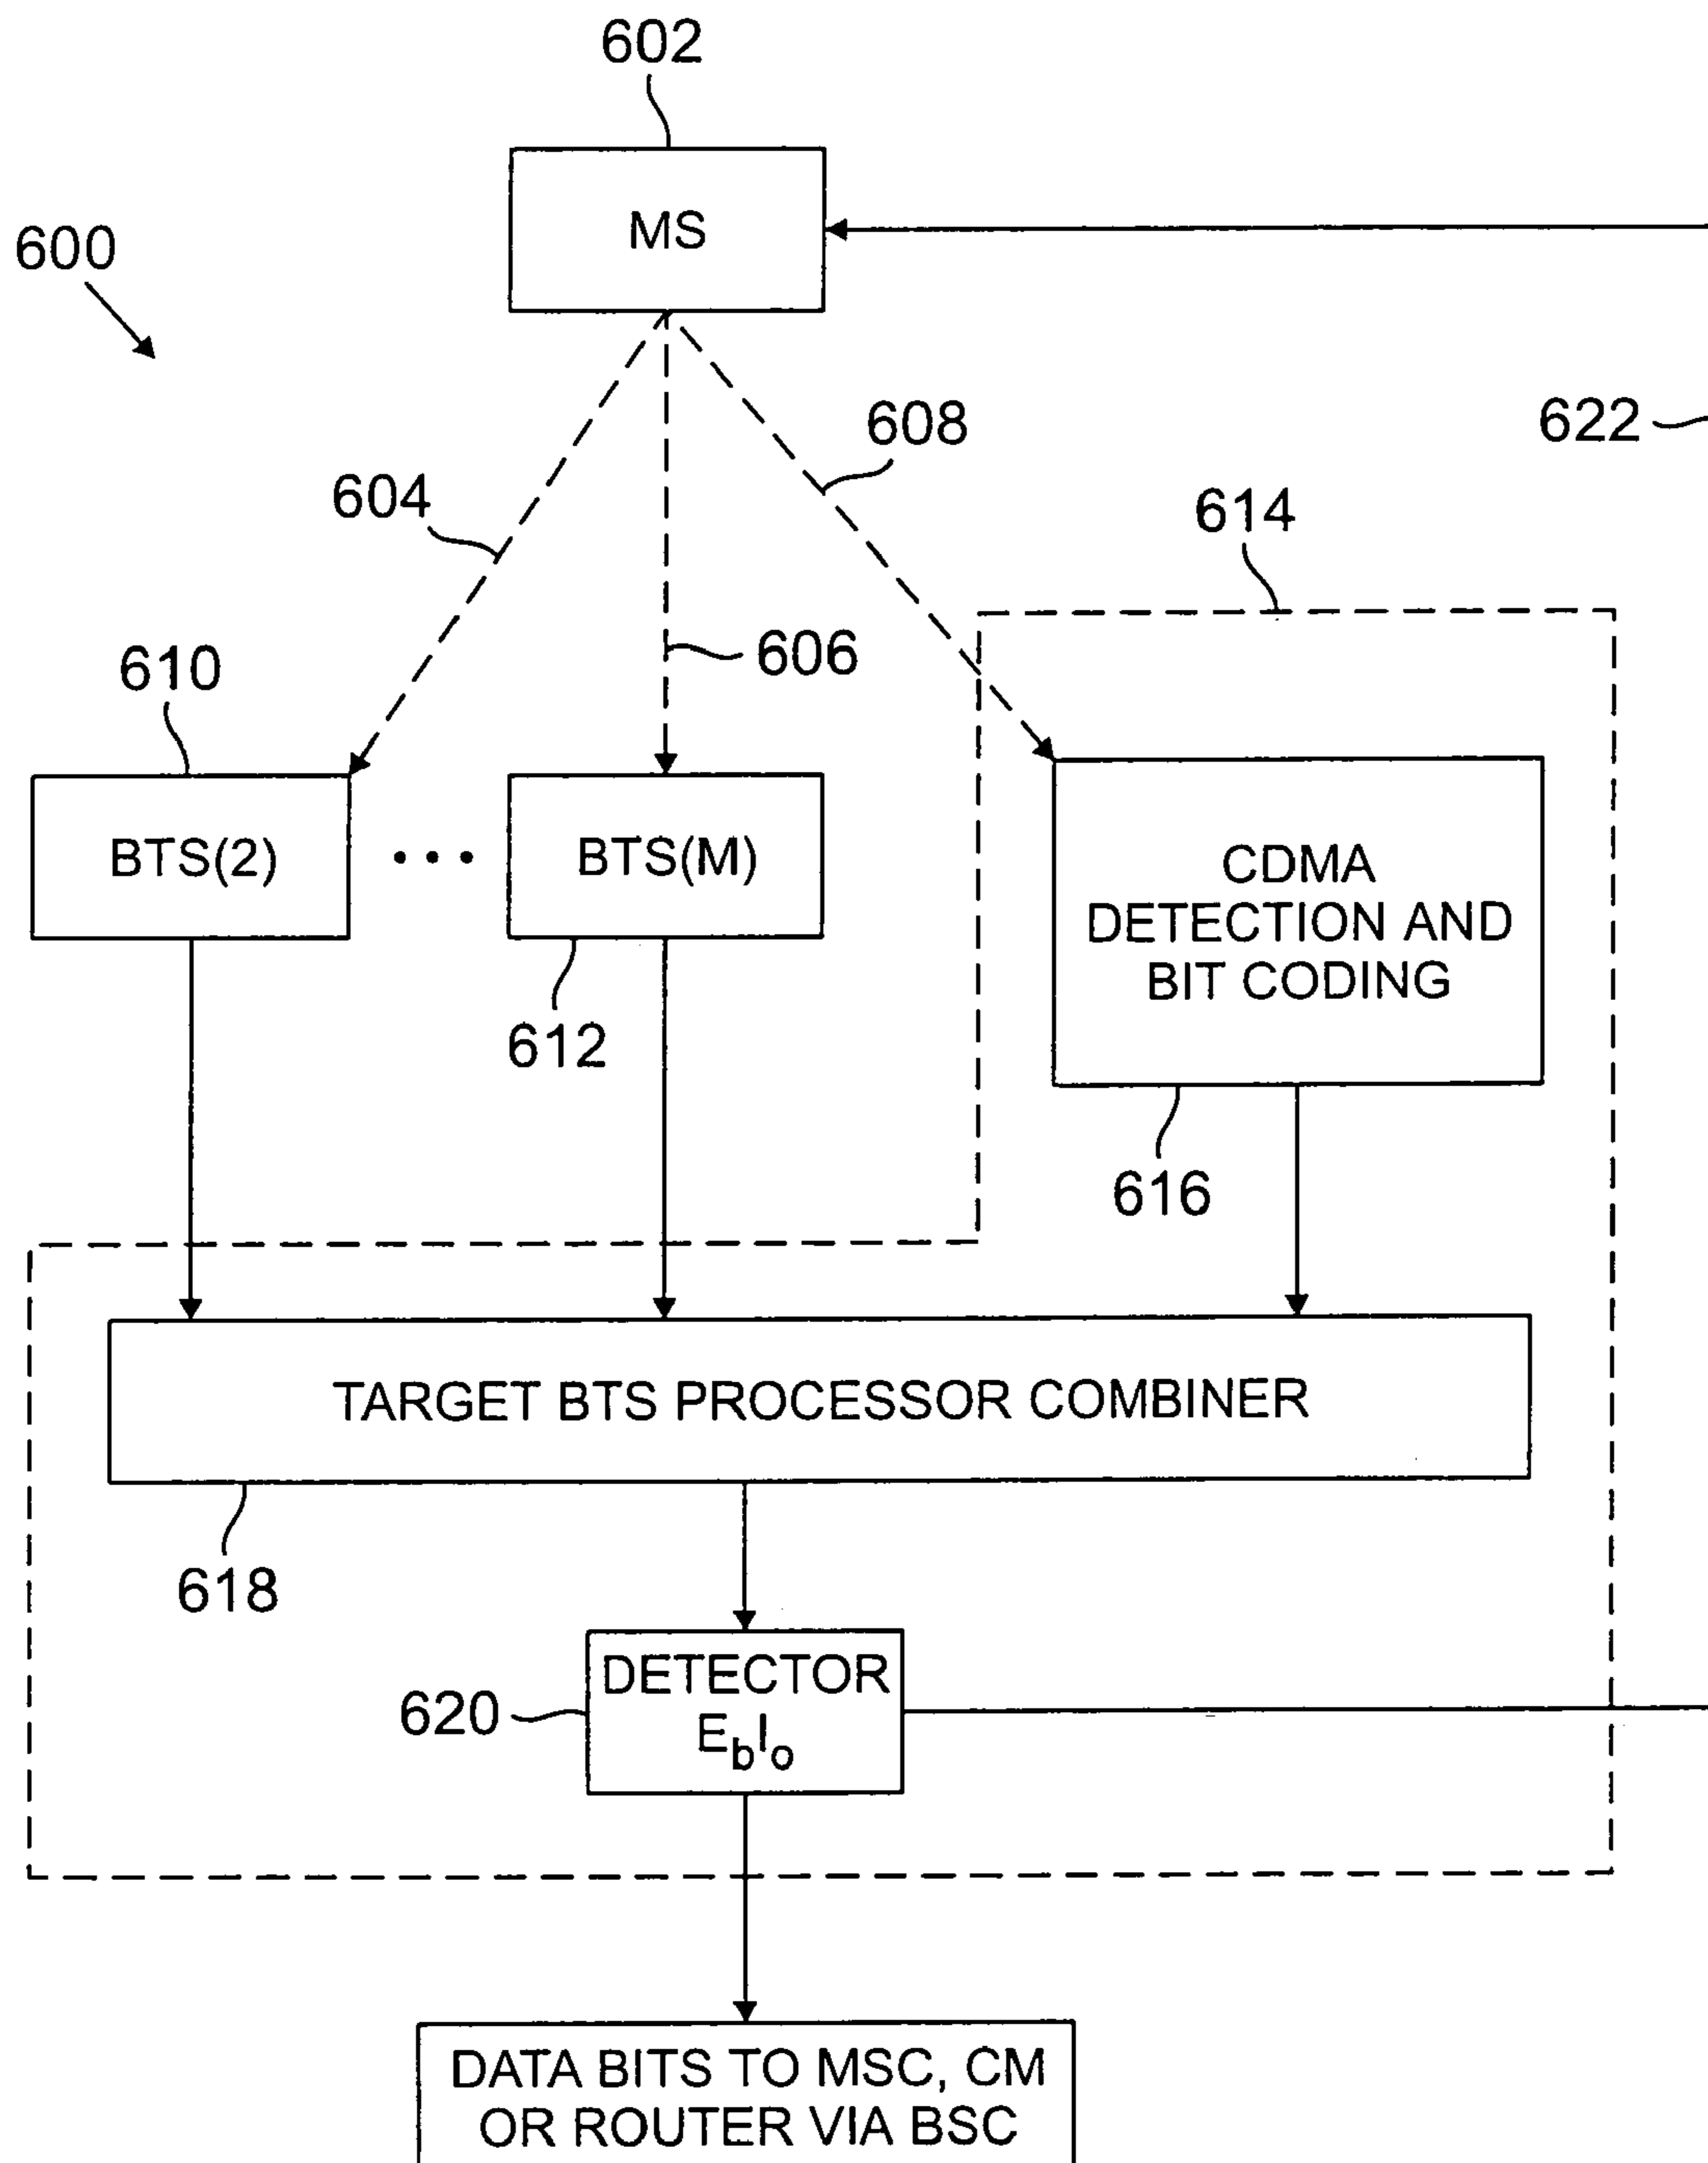 602
MS
600
608
622
604
614
606
610
BTS(2)
• • •
BTS(M)
CDMA
DETECTION AND
BIT CODING
612
616
TARGET BTS PROCESSOR COMBINER
618
DETECTOR
EbIo
620
DATA BITS TO MSC, CM
OR ROUTER VIA BSC